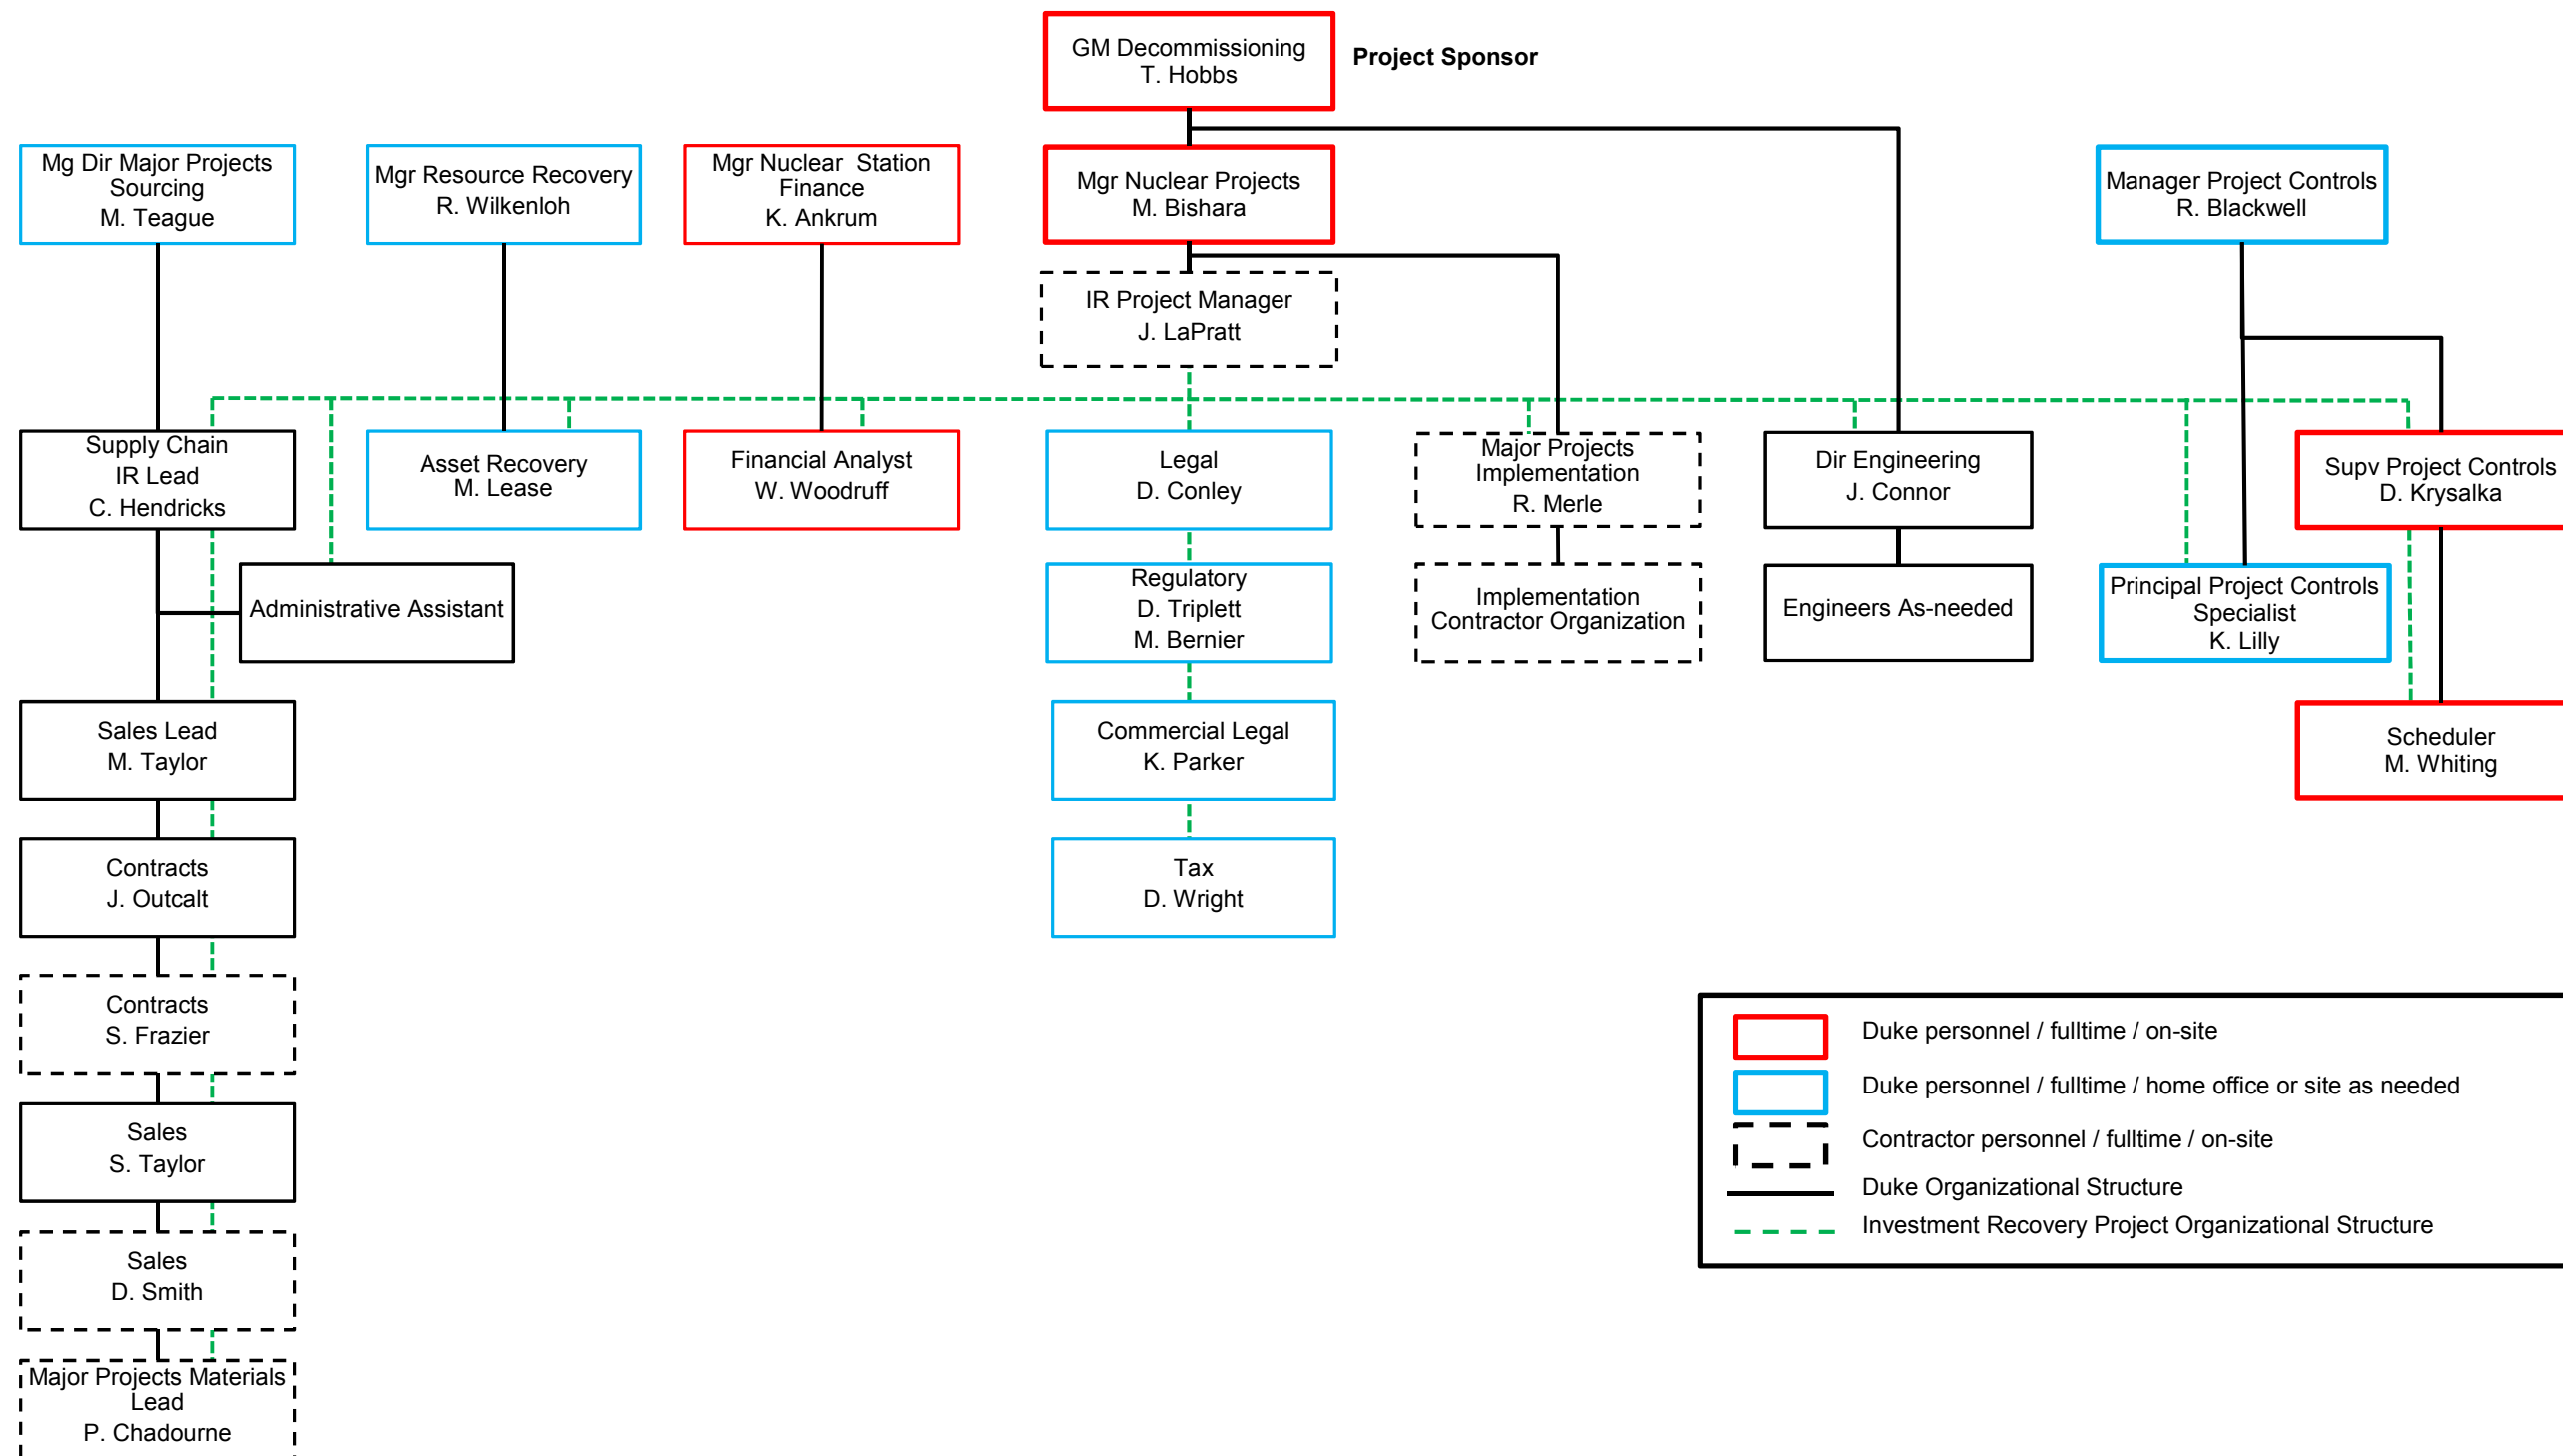 GM Decommissioning
T. Hobbs
Project Sponsor
Mg Dir Major Projects
Sourcing
M. Teague
Mgr Resource Recovery
R. Wilkenloh
Mgr Nuclear Station
Finance
K. Ankrum
Mgr Nuclear Projects
M. Bishara
Manager Project Controls
R. Blackwell
IR Project Manager
J. LaPratt
Supply Chain
IR Lead
C. Hendricks
Asset Recovery
M. Lease
Financial Analyst
W. Woodruff
Legal
D. Conley
Major Projects
Implementation
R. Merle
Dir Engineering
J. Connor
Supv Project Controls
D. Krysalka
Administrative Assistant
Regulatory
D. Triplett
M. Bernier
Implementation
Contractor Organization
Engineers As-needed
Principal Project Controls
Specialist
K. Lilly
Sales Lead
M. Taylor
Commercial Legal
K. Parker
Scheduler
M. Whiting
Contracts
J. Outcalt
Tax
D. Wright
Contracts
S. Frazier
Sales
S. Taylor
Sales
D. Smith
Major Projects Materials
Lead
P. Chadourne
Duke personnel / fulltime / on-site
Duke personnel / fulltime / home office or site as needed
Contractor personnel / fulltime / on-site
Duke Organizational Structure
Investment Recovery Project Organizational Structure